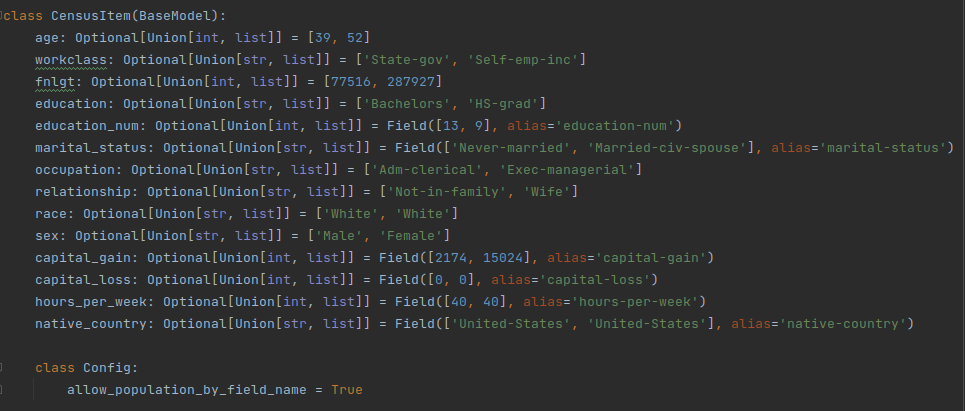 class CensusItem(BaseModel):
    age: Optional[Union[int, list]] = [39, 52]
    workclass: Optional[Union[str, list]] = ['State-gov', 'Self-emp-inc']
    fnlgt: Optional[Union[int, list]] = [77516, 287927]
    education: Optional[Union[str, list]] = ['Bachelors', 'HS-grad']
    education_num: Optional[Union[int, list]] = Field([13, 9], alias='education-num')
    marital_status: Optional[Union[str, list]] = Field(['Never-married', 'Married-civ-spouse'], alias='marital-status')
    occupation: Optional[Union[str, list]] = ['Adm-clerical', 'Exec-managerial']
    relationship: Optional[Union[str, list]] = ['Not-in-family', 'Wife']
    race: Optional[Union[str, list]] = ['White', 'White']
    sex: Optional[Union[str, list]] = ['Male', 'Female']
    capital_gain: Optional[Union[int, list]] = Field([2174, 15024], alias='capital-gain')
    capital_loss: Optional[Union[int, list]] = Field([0, 0], alias='capital-loss')
    hours_per_week: Optional[Union[int, list]] = Field([40, 40], alias='hours-per-week')
    native_country: Optional[Union[str, list]] = Field(['United-States', 'United-States'], alias='native-country')
    class Config:
        allow_population_by_field_name = True